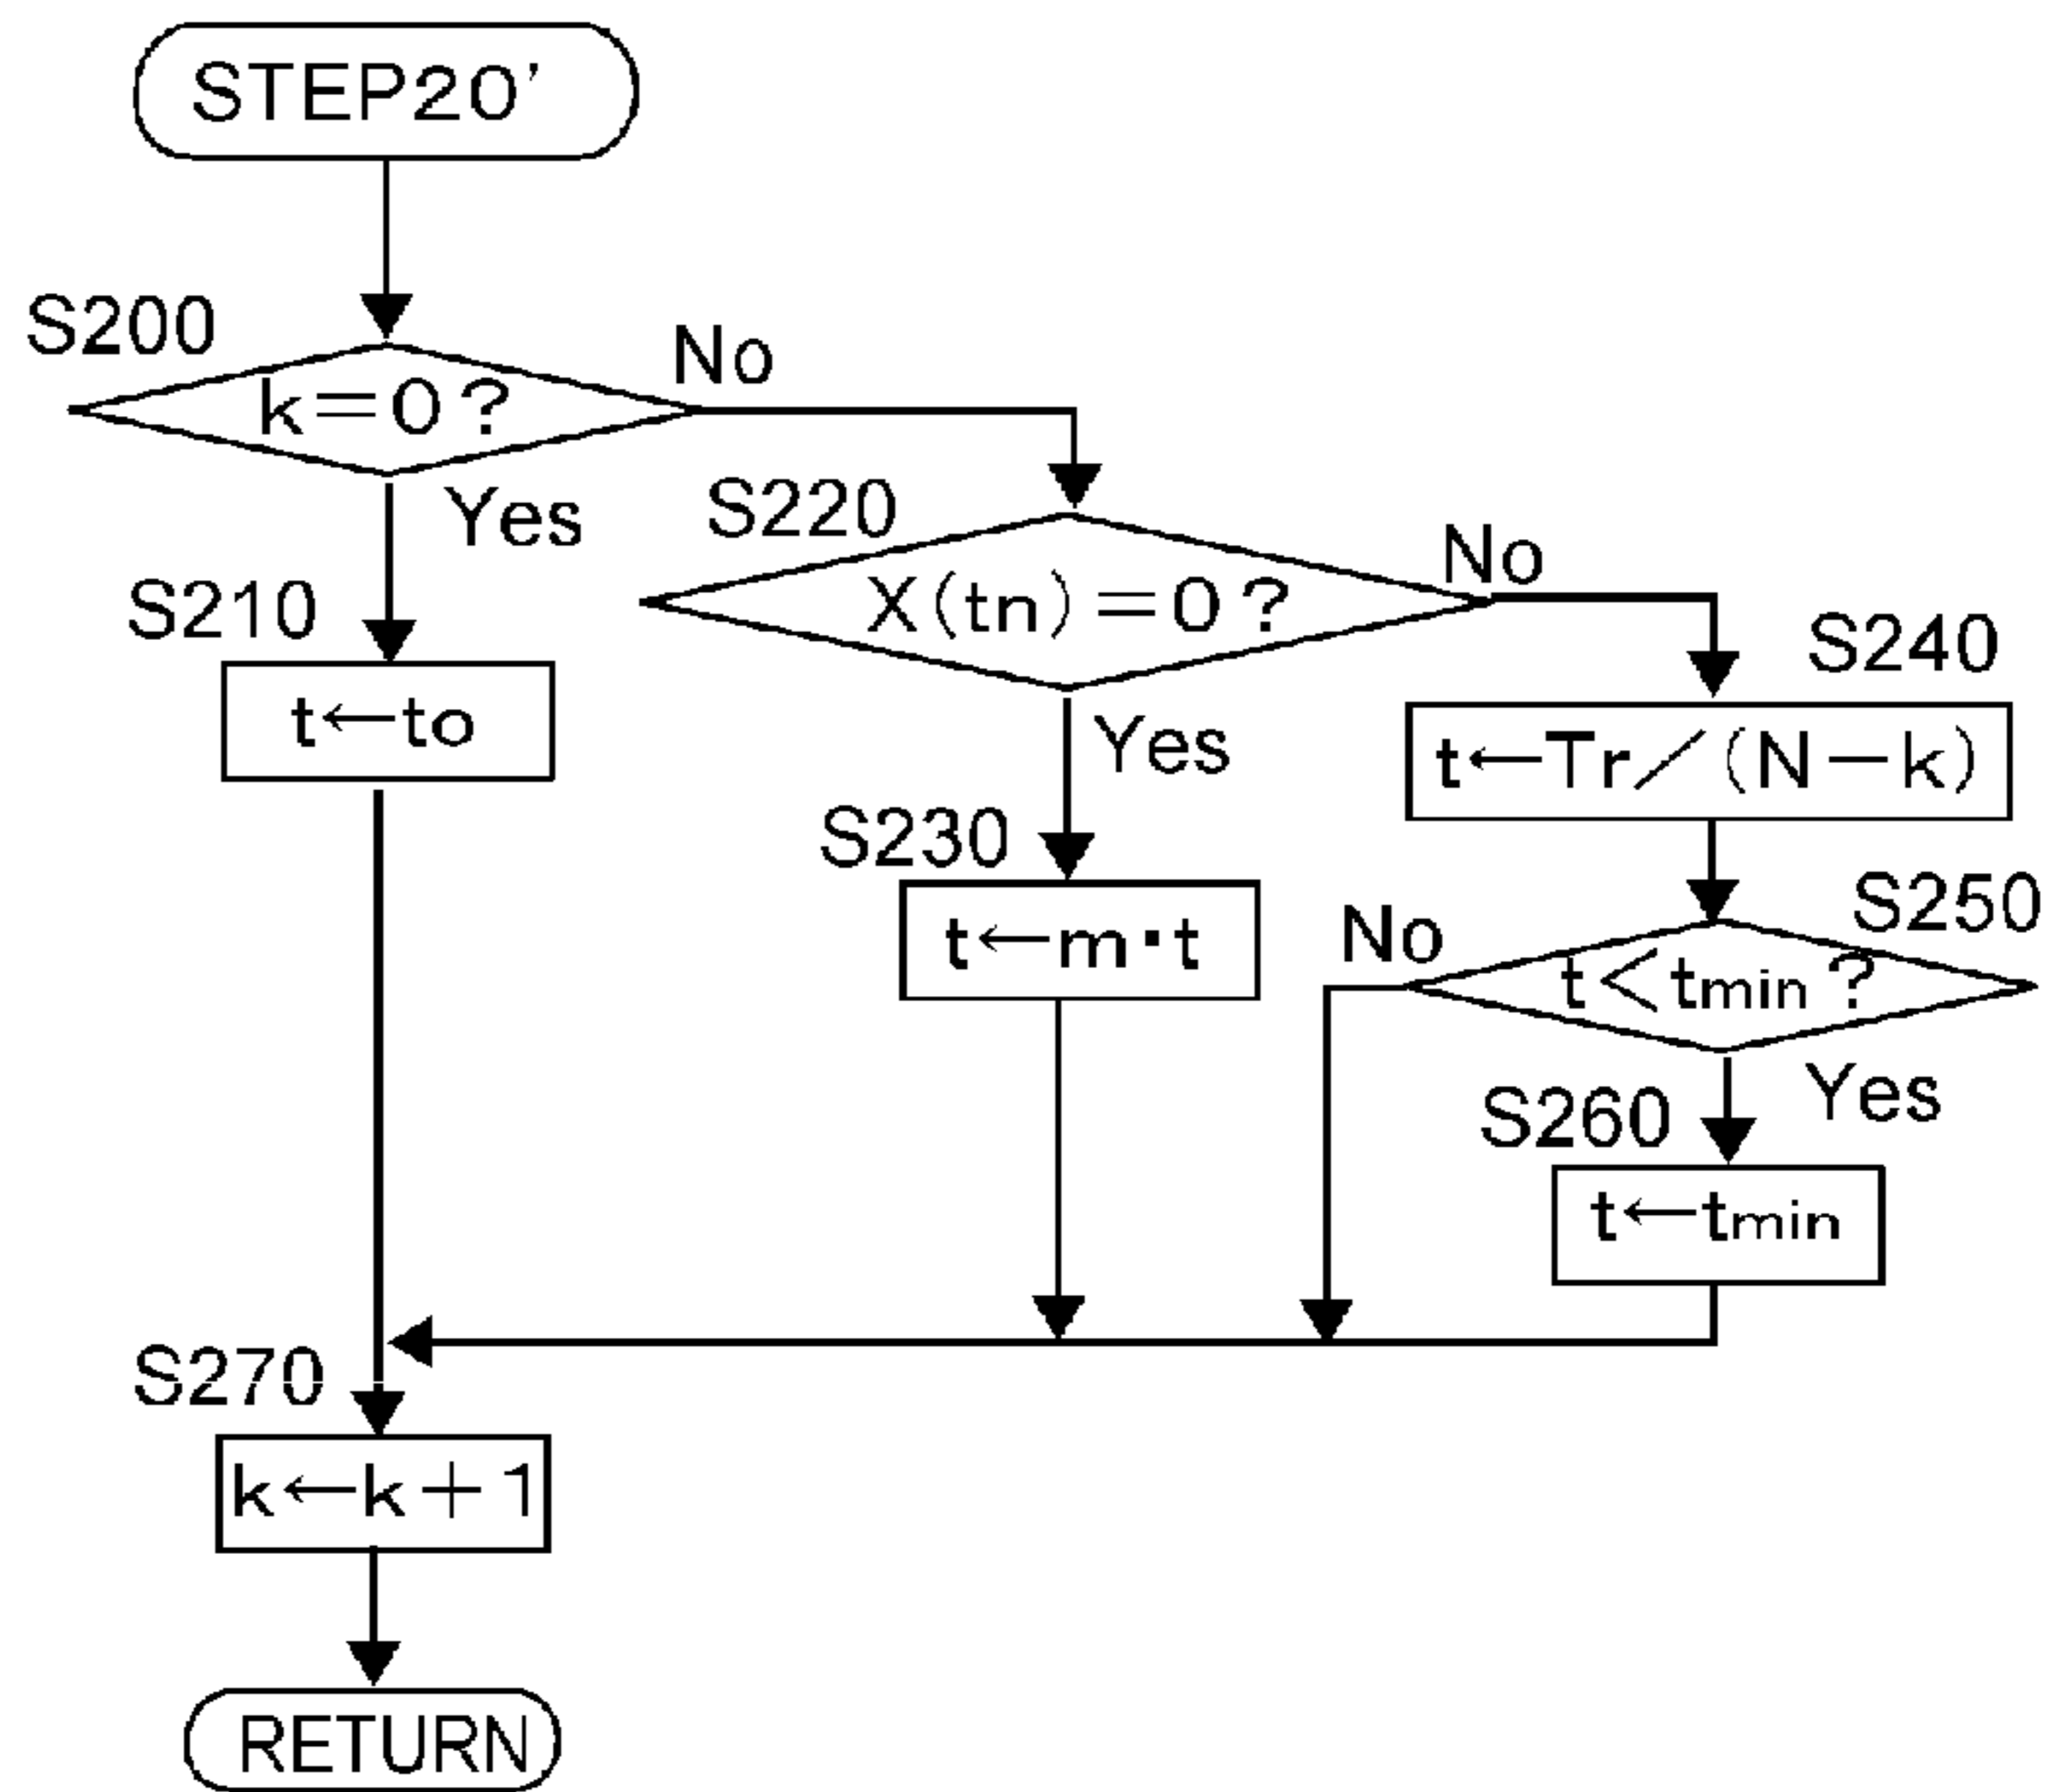 STEP20'
S200
k=0?
No
Yes
S210
t←to
S220
X(tn)=0?
No
Yes
S230
t←m·t
S240
t←Tr/(N-k)
S250
t<tmin?
No
Yes
S260
t←tmin
S270
k←k+1
RETURN